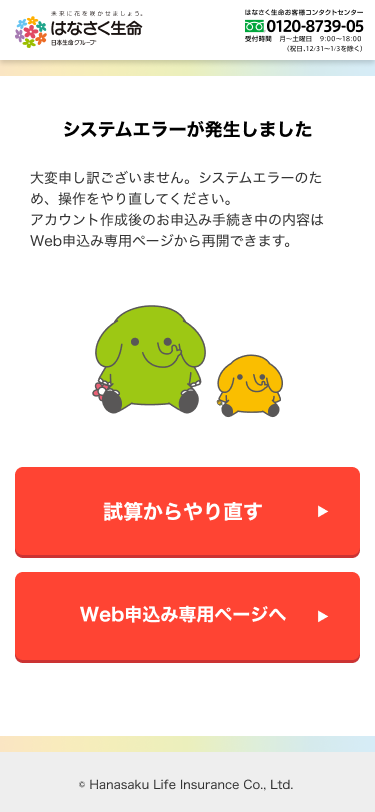 未来に花を咲かせましょう。
はなさく生命
日本生命グループ
はなさく生命お客様コンタクトセンター
0120-8739-05
受付時間 月〜土曜日 9:00〜18:00
（祝日、12/31〜1/3を除く）
システムエラーが発生しました
大変申し訳ございません。システムエラーのた
め、操作をやり直してください。
アカウント作成後のお申込み手続き中の内容は
Web申込み専用ページから再開できます。
試算からやり直す
Web申込み専用ページへ
© Hanasaku Life Insurance Co., Ltd.